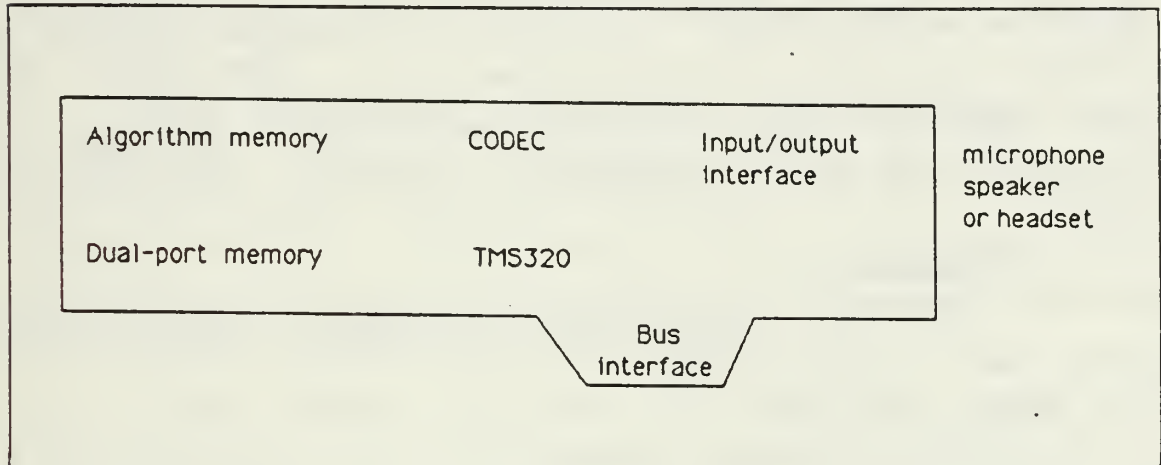 Algorithm memory
CODEC
Input/output
interface
microphone
speaker
or headset
Dual-port memory
TMS320
Bus
interface